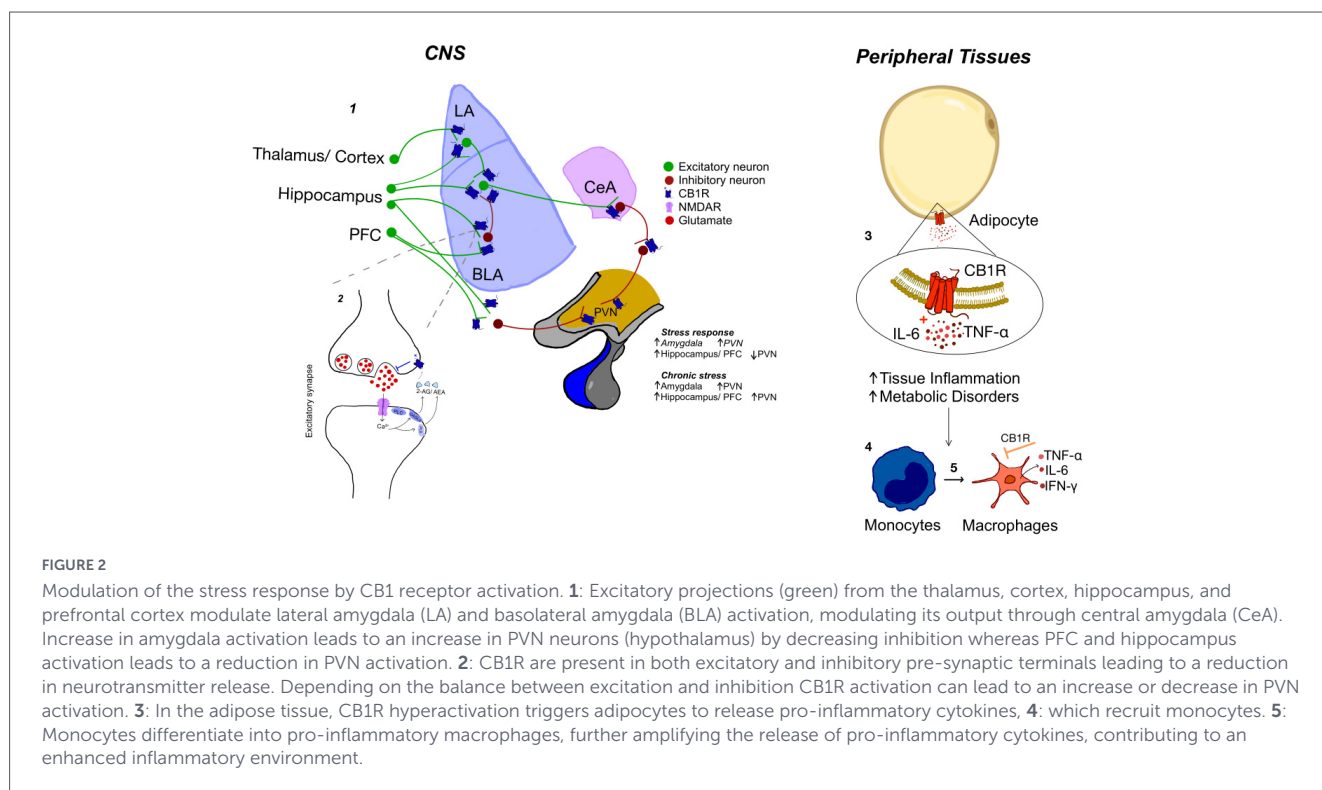 CNS
1
LA
Thalamus/ Cortex
Hippocampus
PFC
BLA
CeA
Excitatory neuron
Inhibitory neuron
CB1R
NMDAR
Glutamate
PVN
Stress response
↑Amygdala ↑PVN
↑Hippocampus/ PFC ↓PVN
Chronic stress
↑Amygdala ↑PVN
↑Hippocampus/ PFC ↑PVN
2
Excitatory synapse
2-AG/ AEA
Ca²⁺
Peripheral Tissues
Adipocyte
3
CB1R
+
IL-6 TNF-α
↑Tissue Inflammation
↑Metabolic Disorders
4
5
CB1R
TNF-α
IL-6
IFN-γ
Monocytes Macrophages
FIGURE 2
Modulation of the stress response by CB1 receptor activation. 1: Excitatory projections (green) from the thalamus, cortex, hippocampus, and
prefrontal cortex modulate lateral amygdala (LA) and basolateral amygdala (BLA) activation, modulating its output through central amygdala (CeA).
Increase in amygdala activation leads to an increase in PVN neurons (hypothalamus) by decreasing inhibition whereas PFC and hippocampus
activation leads to a reduction in PVN activation. 2: CB1R are present in both excitatory and inhibitory pre-synaptic terminals leading to a reduction
in neurotransmitter release. Depending on the balance between excitation and inhibition CB1R activation can lead to an increase or decrease in PVN
activation. 3: In the adipose tissue, CB1R hyperactivation triggers adipocytes to release pro-inflammatory cytokines, 4: which recruit monocytes. 5:
Monocytes differentiate into pro-inflammatory macrophages, further amplifying the release of pro-inflammatory cytokines, contributing to an
enhanced inflammatory environment.